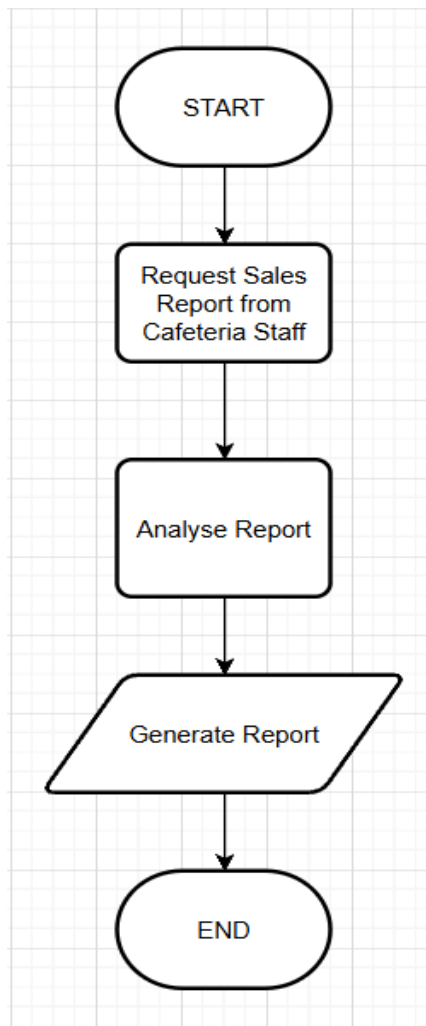 START
Request Sales
Report from
Cafeteria Staff
Analyse Report
Generate Report
END